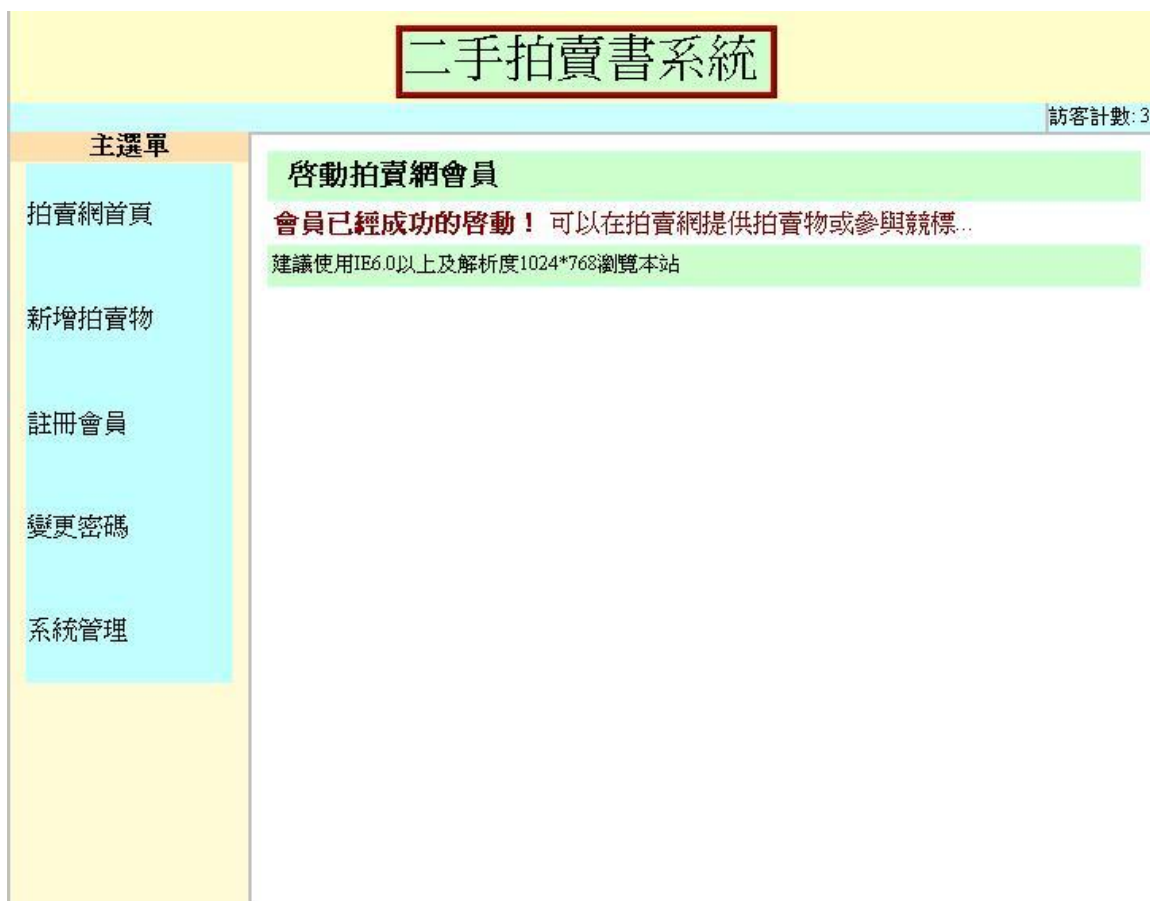 二手拍賣書系統
訪客計數: 3
主選單
拍賣網首頁
新增拍賣物
註冊會員
變更密碼
系統管理
啓動拍賣網會員
會員已經成功的啓動！ 可以在拍賣網提供拍賣物或參與競標...
建議使用IE6.0以上及解析度1024*768瀏覽本站